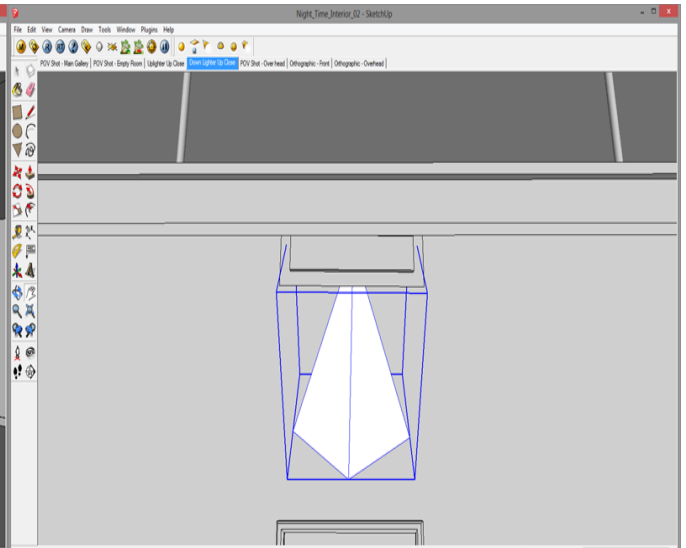 Night_Time_Interior_02 - SketchUp
File Edit View Camera Draw Tools Window Plugins Help
POV Shot - Main Gallery POV Shot - Empty Room Uplighter Up Close Down Lighter Up Close POV Shot - Over head Orthographic - Front Orthographic - Overhead